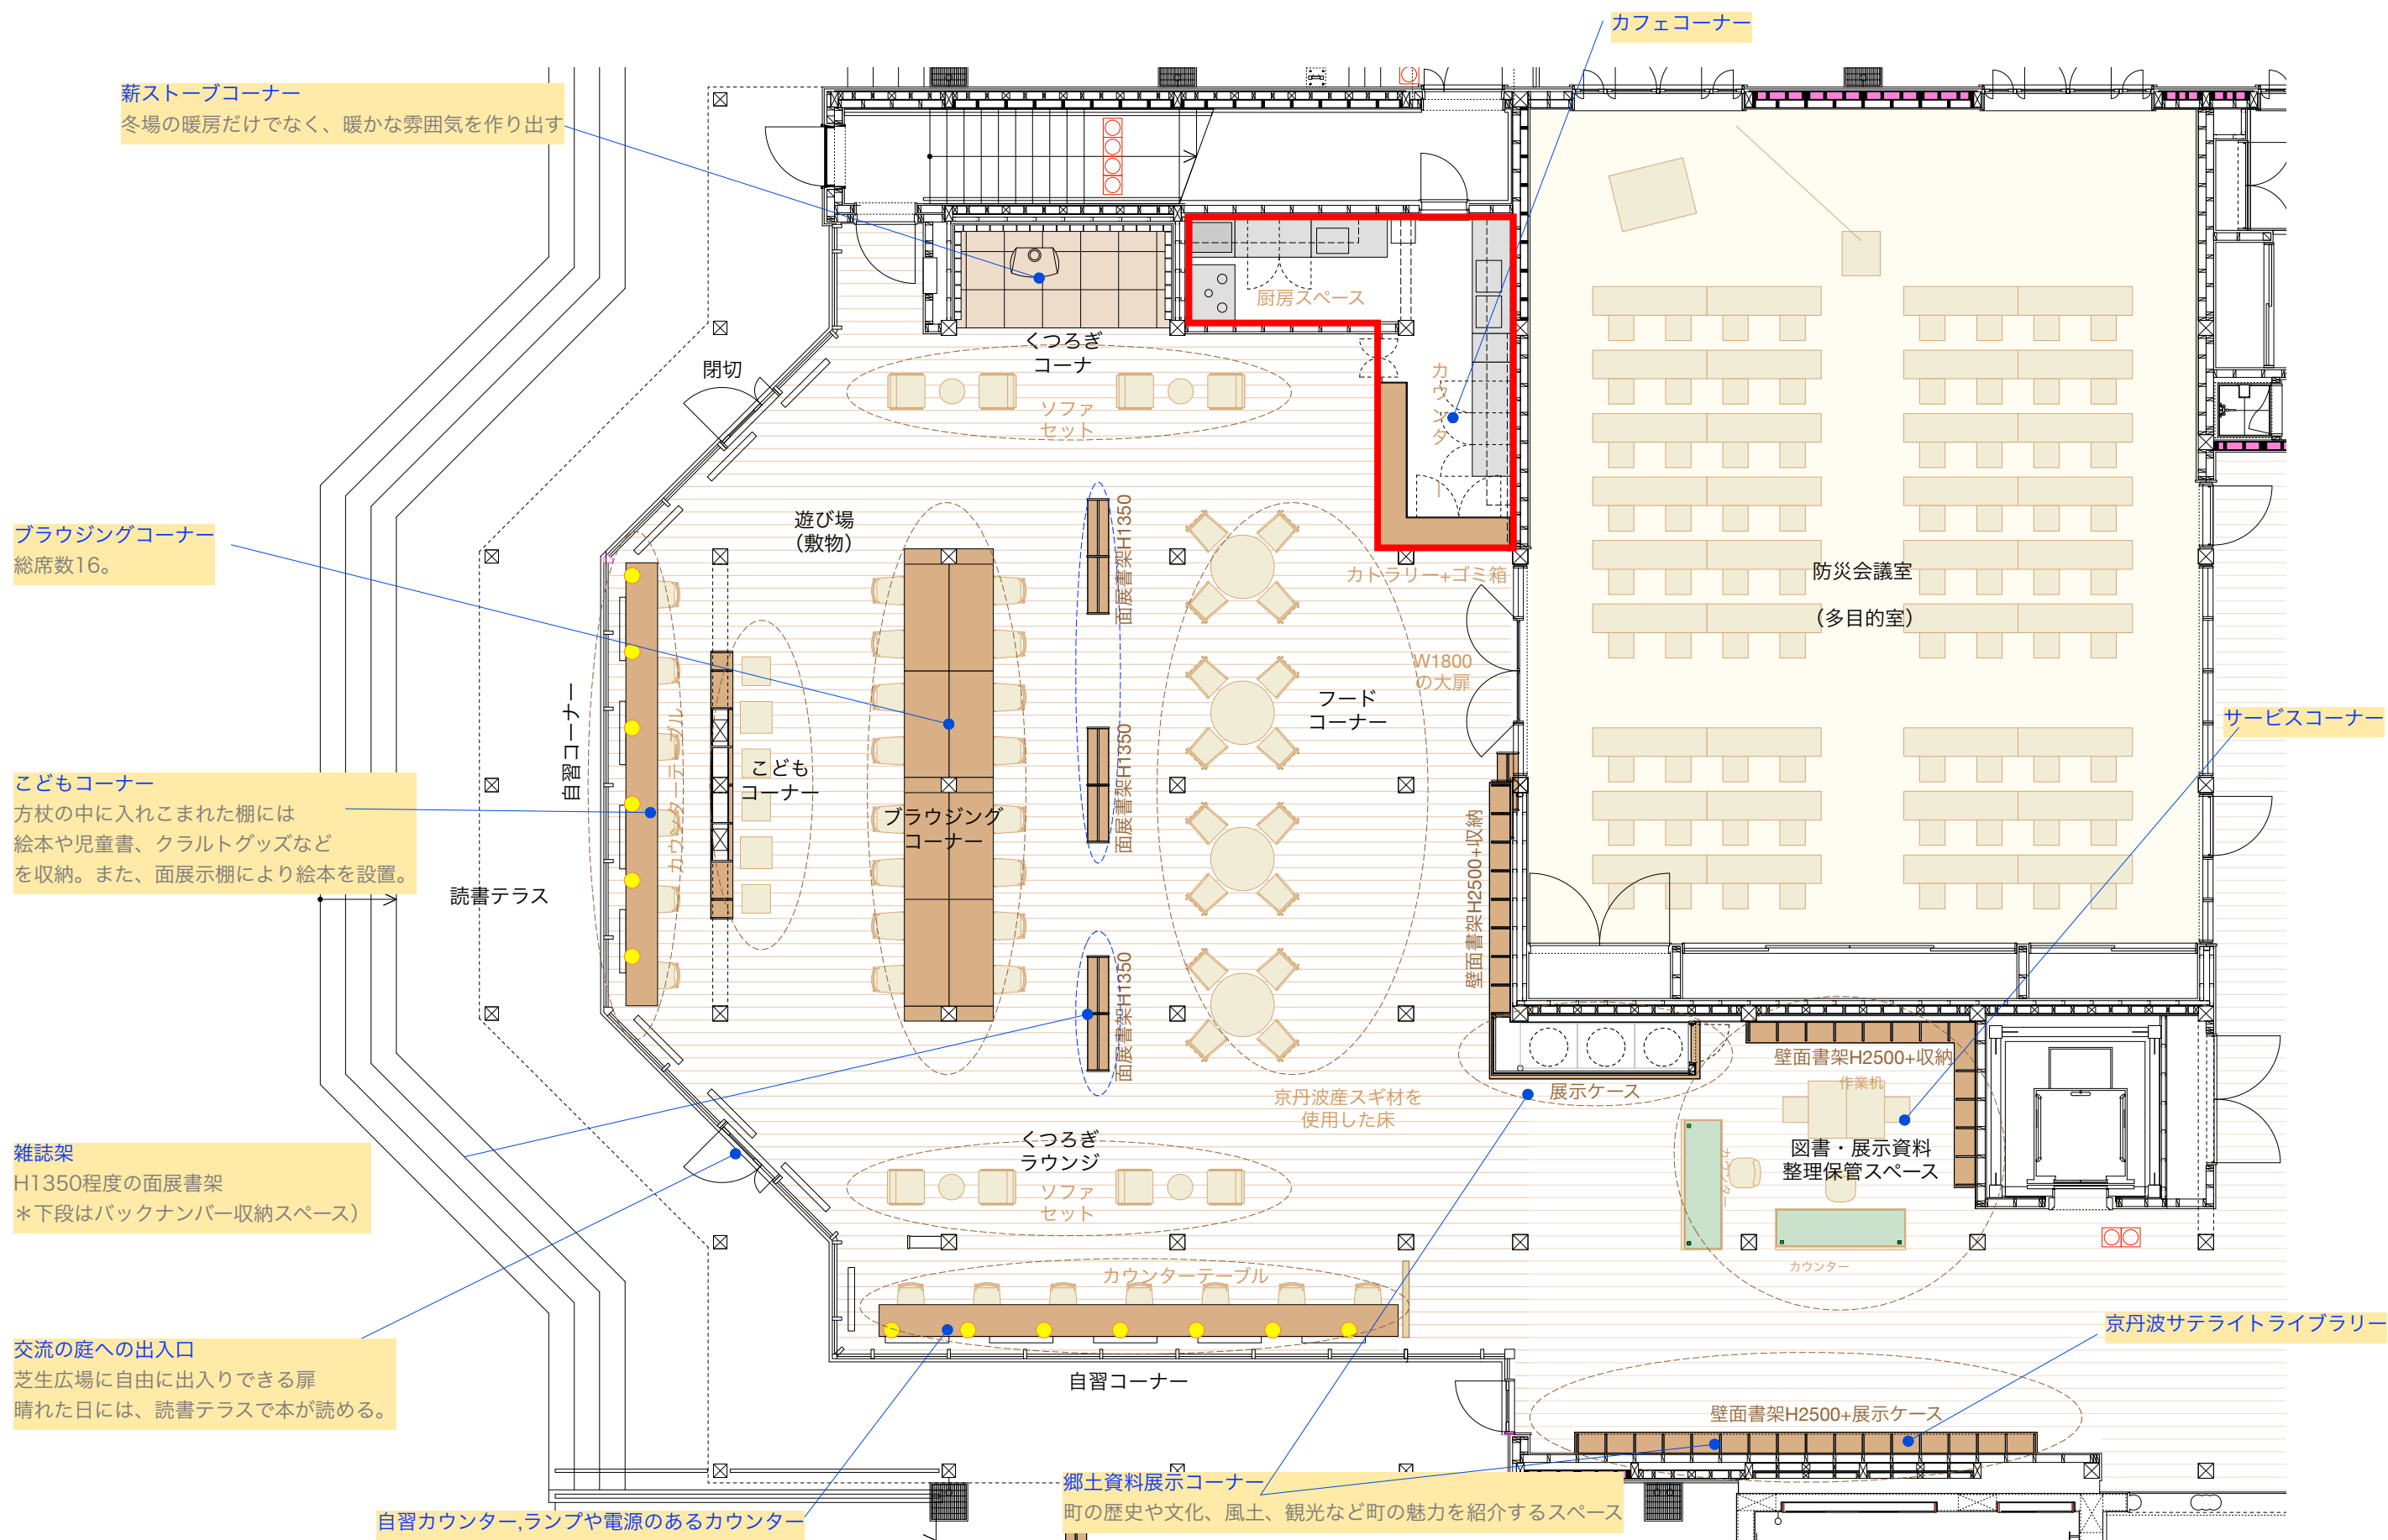 カフェコーナー
薪ストーブコーナー
冬場の暖房だけでなく、暖かな雰囲気を作り出す
厨房スペース
くつろぎ
コーナ
閉切
ソファ
セット
カウンター
ブラウジングコーナー
総席数16。
遊び場
（敷物）
面展書架H1350
カトラリー+ゴミ箱
防災会議室
（多目的室）
W1800
の大扉
フード
コーナー
自習コーナー
カウンターテーブル
こども
コーナー
面展書架H1350
サービスコーナー
こどもコーナー
方杖の中に入れこまれた棚には
絵本や児童書、クラルトグッズなど
を収納。また、面展示棚により絵本を設置。
ブラウジング
コーナー
読書テラス
壁面書架H2500+収納
面展書架H1350
壁面書架H2500+収納
作業机
展示ケース
京丹波産スギ材を
使用した床
図書・展示資料
整理保管スペース
カウンター
カウンター
くつろぎ
ラウンジ
ソファ
セット
雑誌架
H1350程度の面展書架
＊下段はバックナンバー収納スペース）
カウンターテーブル
京丹波サテライトライブラリー
交流の庭への出入口
芝生広場に自由に出入りできる扉
晴れた日には、読書テラスで本が読める。
自習コーナー
壁面書架H2500+展示ケース
郷土資料展示コーナー
町の歴史や文化、風土、観光など町の魅力を紹介するスペース
自習カウンター,ランプや電源のあるカウンター